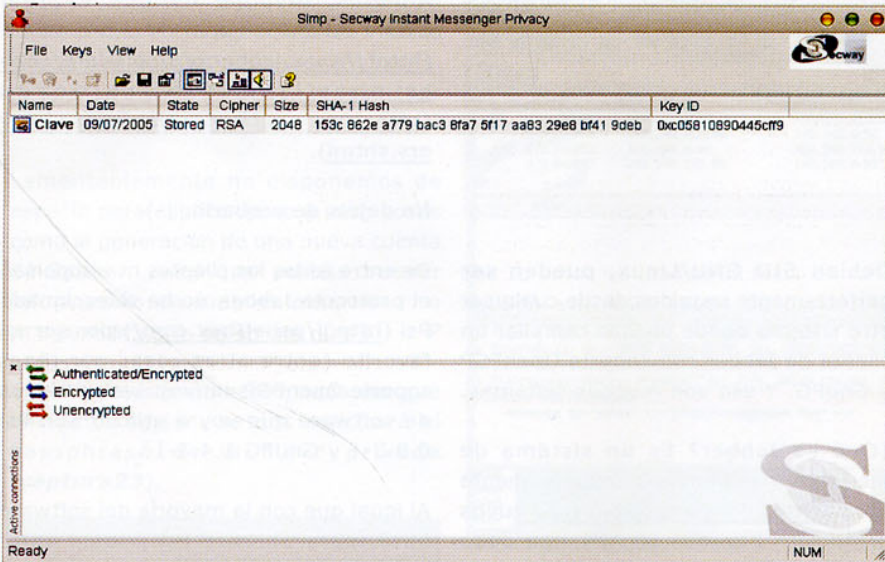 Simp - Secway Instant Messenger Privacy
File Keys View Help
Secway
Name Date State Cipher Size SHA-1 Hash Key ID
Clave 09/07/2005 Stored RSA 2048 153c 862e a779 bac3 8fa7 5f17 aa83 29e8 bf41 9deb 0xc05810890445cff9
Authenticated/Encrypted
Encrypted
Unencrypted
Active connections
Ready NUM